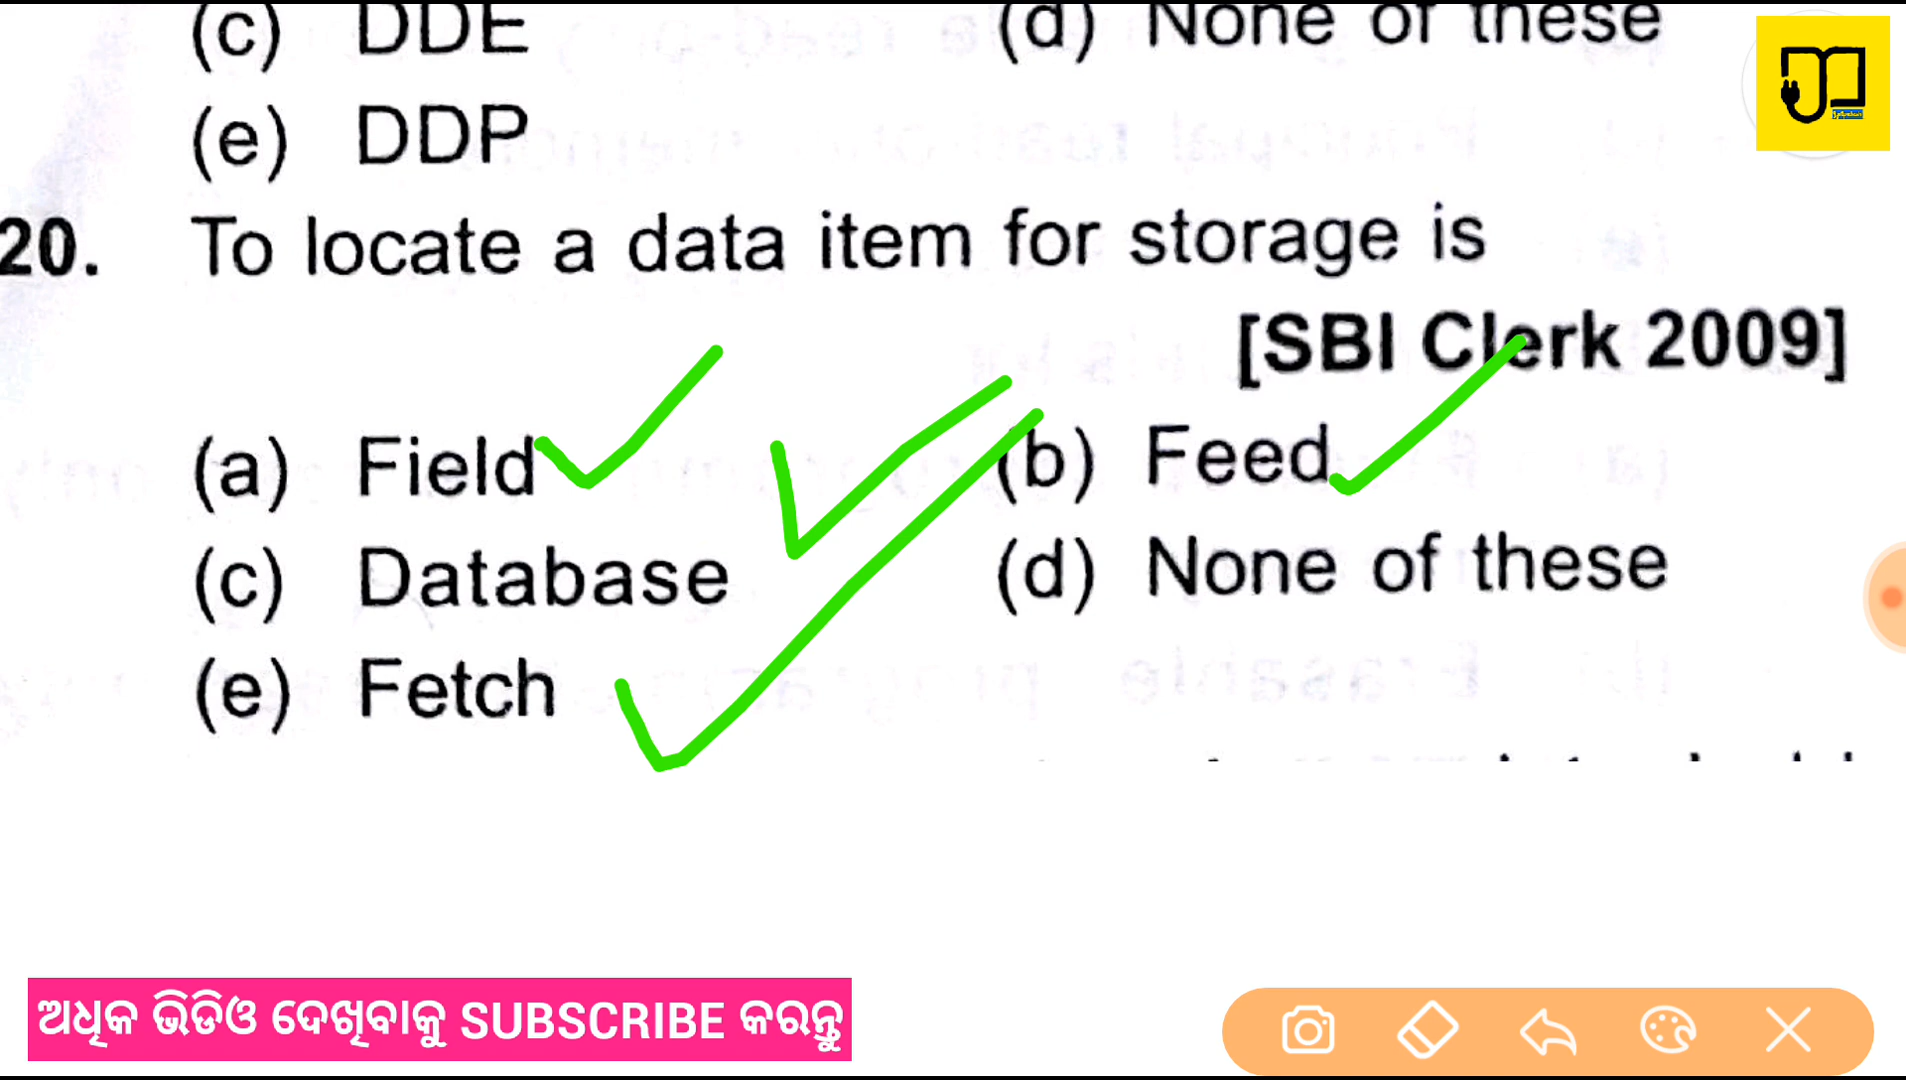 (c) DDE (d) None of these
(e) DDP
20. To locate a data item for storage is
[SBI Clerk 2009]
(a) Field (b) Feed
(c) Database (d) None of these
(e) Fetch
ଅଧିକ ଭିଡିଓ ଦେଖିବାକୁ SUBSCRIBE କରନ୍ତୁ